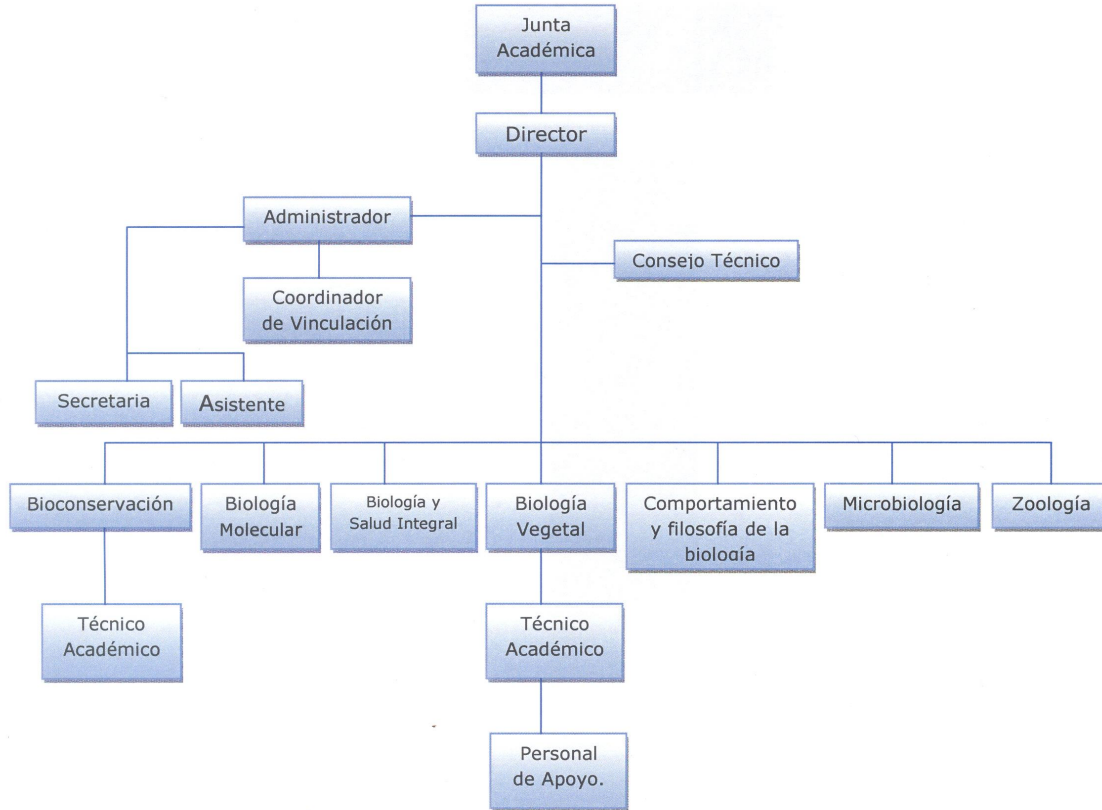 Junta
Académica
Director
Administrador
Consejo Técnico
Coordinador
de Vinculación
Secretaria
Asistente
Bioconservación
Biología
Molecular
Biología y
Salud Integral
Biología
Vegetal
Comportamiento
y filosofía de la
biología
Microbiología
Zoología
Técnico
Académico
Técnico
Académico
Personal
de Apoyo.